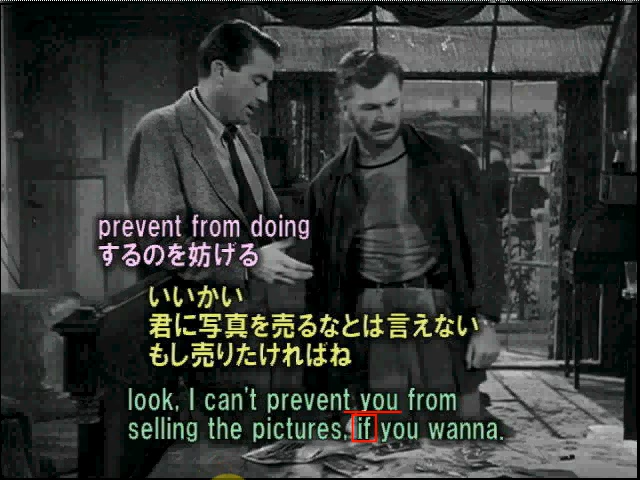 prevent from doing
するのを妨げる
いいかい
君に写真を売るなとは言えない
もし売りたければね
look, I can't prevent you from
selling the pictures, if you wanna.